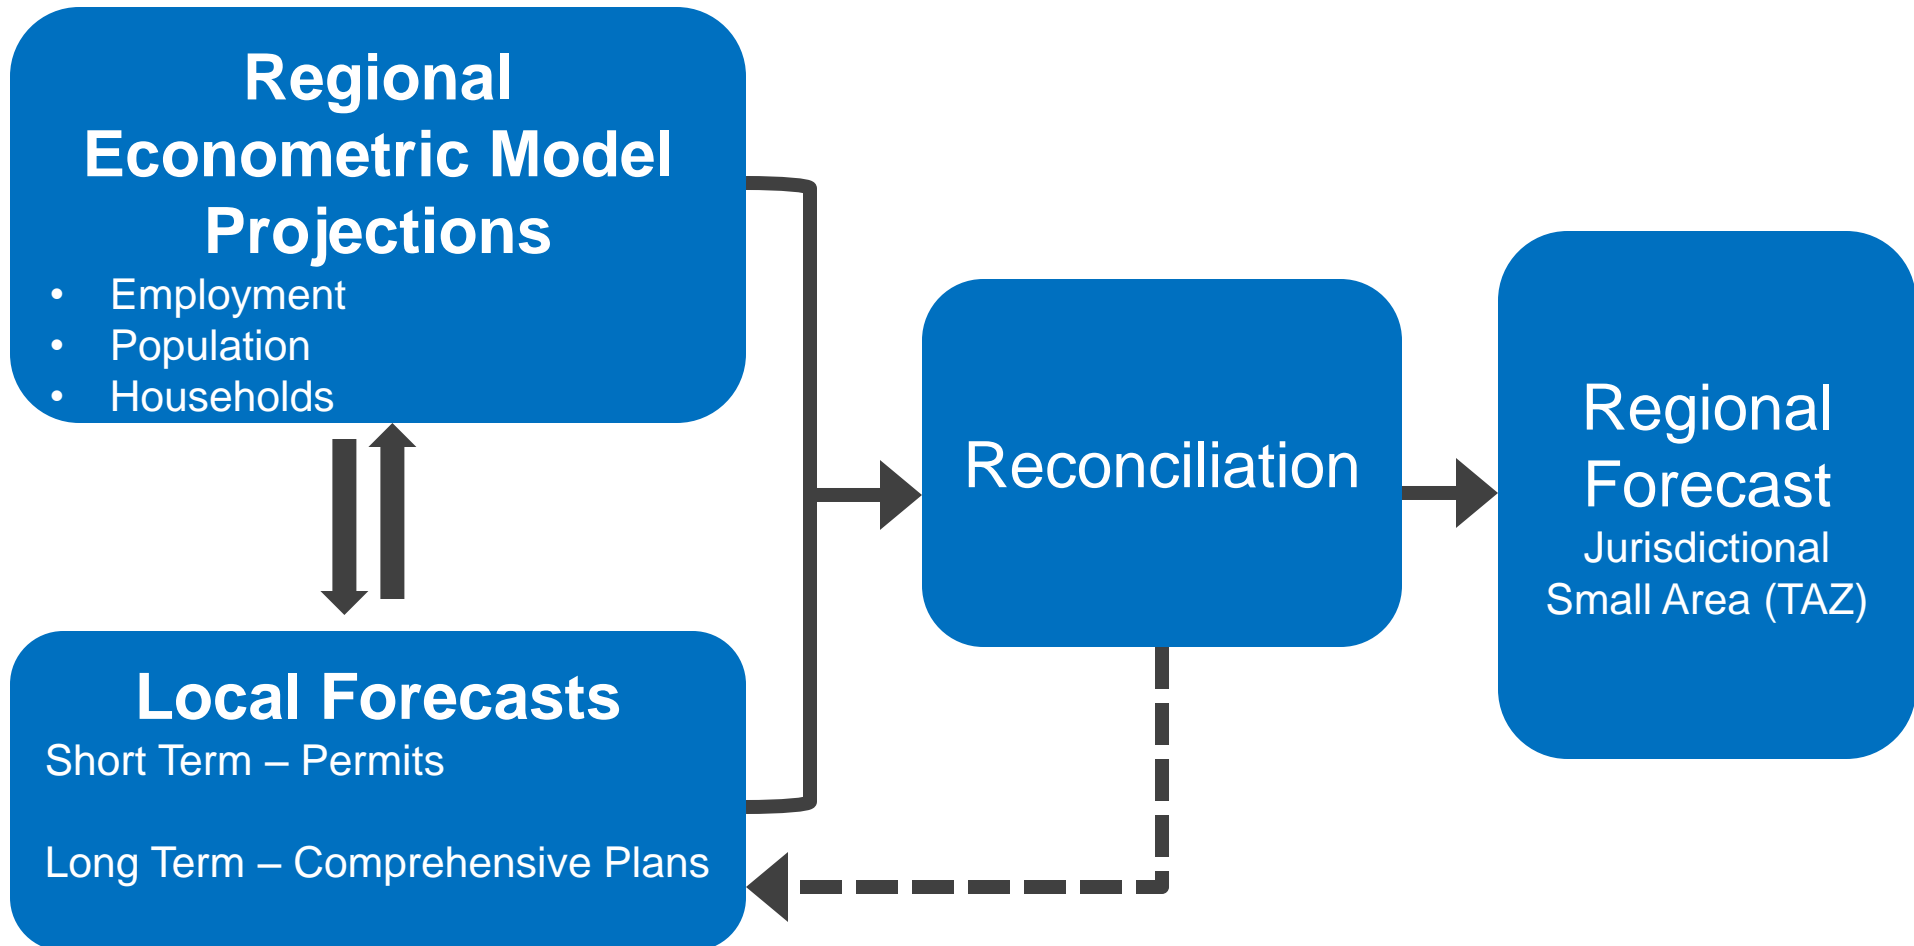 Regional
Econometric Model
Projections
• Employment
• Population
• Households
Local Forecasts
Short Term – Permits
Long Term – Comprehensive Plans
Reconciliation
Regional
Forecast
Jurisdictional
Small Area (TAZ)